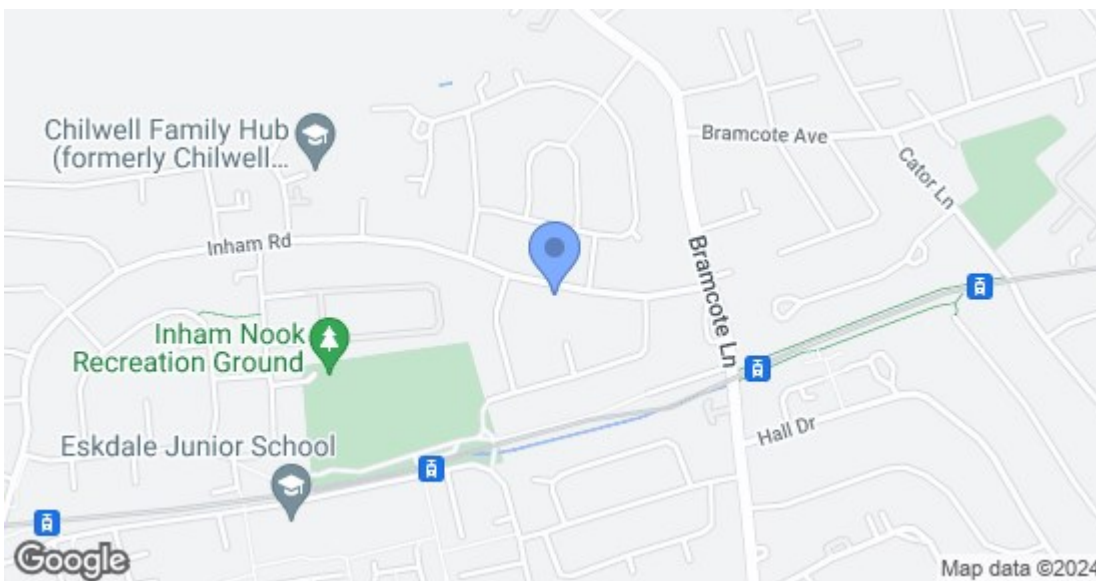 Chilwell Family Hub
(formerly Chilwell...
Bramcote Ave
Cator Ln
Inham Rd
Bramcote Ln
Inham Nook
Recreation Ground
Hall Dr
Eskdale Junior School
Google
Map data ©2024